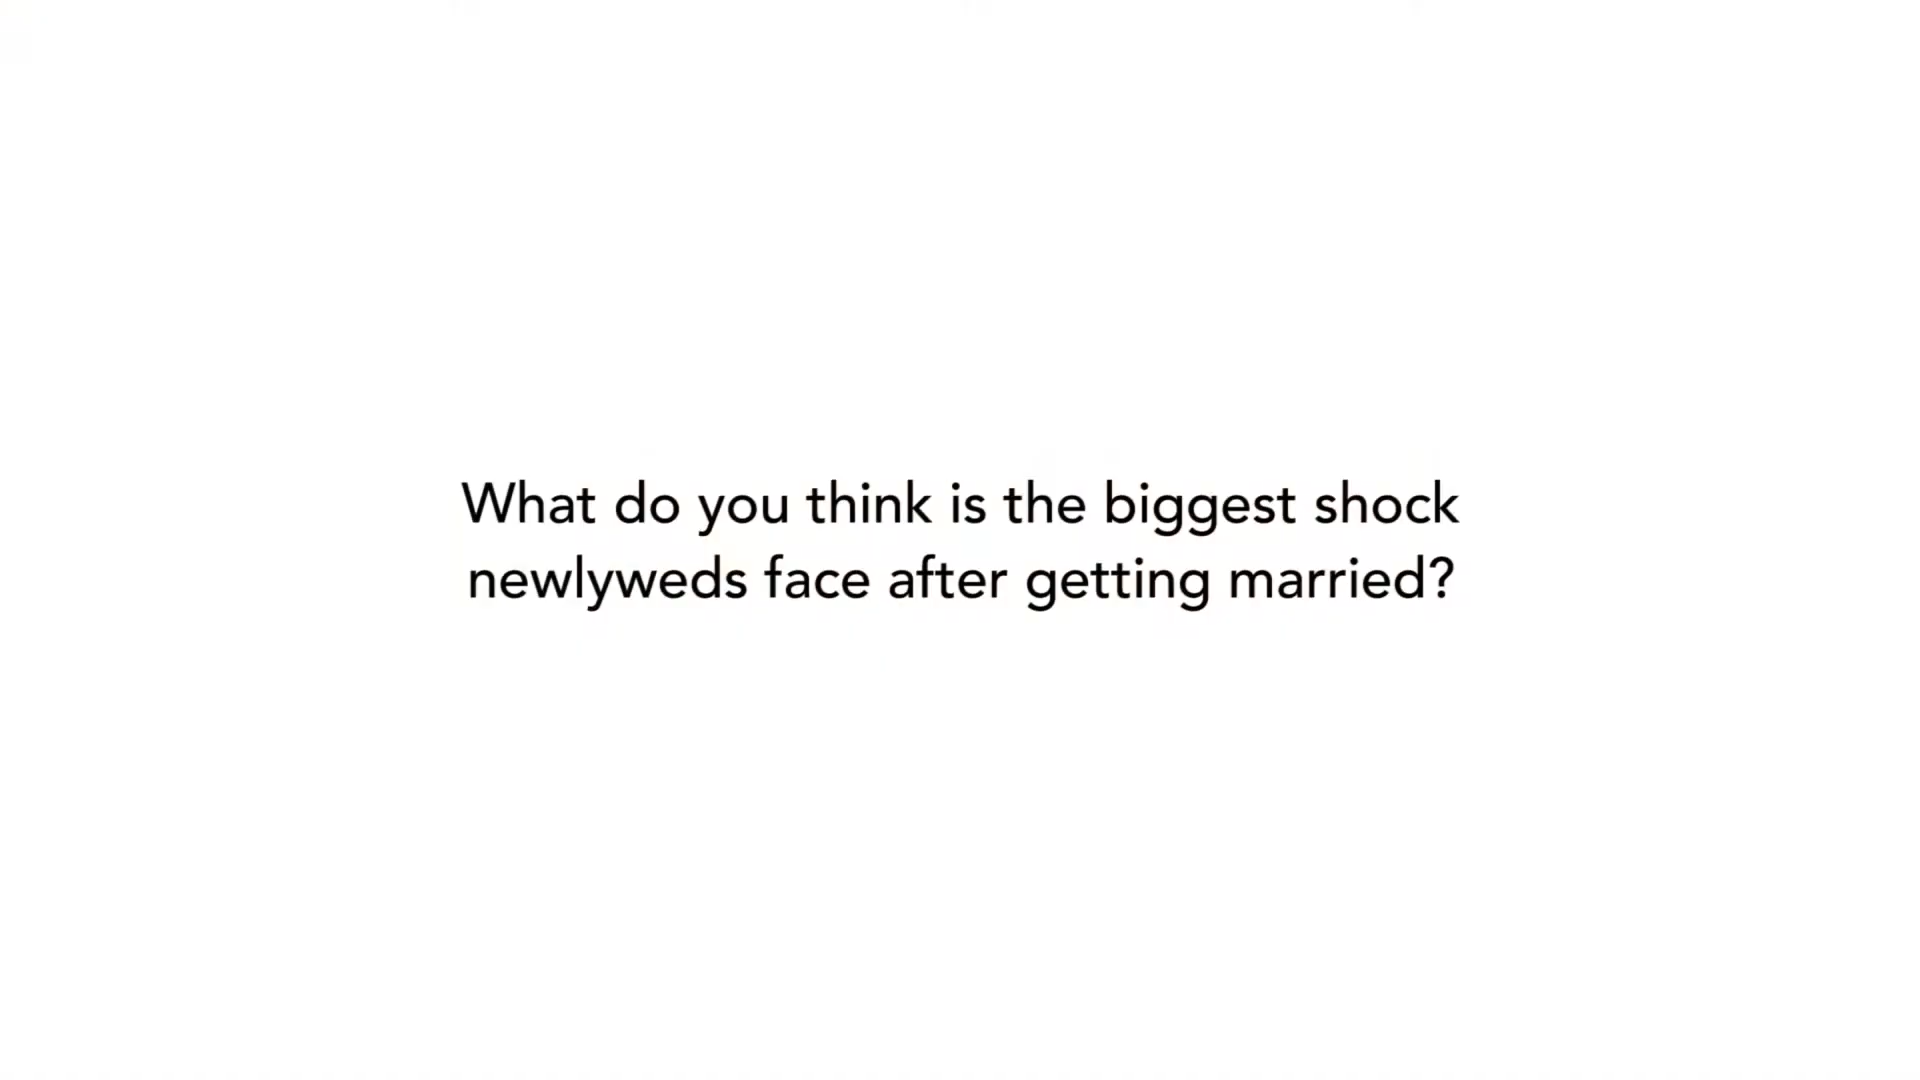 What do you think is the biggest shock
newlyweds face after getting married?